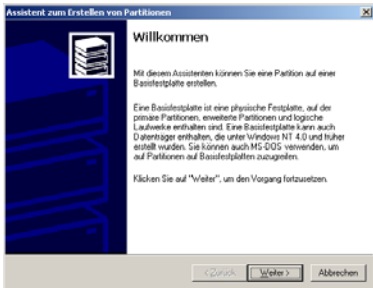 Assistent zum Erstellen von Partitionen
Willkommen
Mit diesem Assistenten können Sie eine Partition auf einer
Basisfestplatte erstellen.
Eine Basisfestplatte ist eine physische Festplatte, auf der
primäre Partitionen, erweiterte Partitionen und logische
Laufwerke enthalten sind. Eine Basisfestplatte kann auch
Datenträger enthalten, die unter Windows NT 4.0 und früher
erstellt wurden. Sie können auch MS-DOS verwenden, um
auf Partitionen auf Basisfestplatten zuzugreifen.
Klicken Sie auf "Weiter", um den Vorgang fortzusetzen.
< Zurück Weiter > Abbrechen